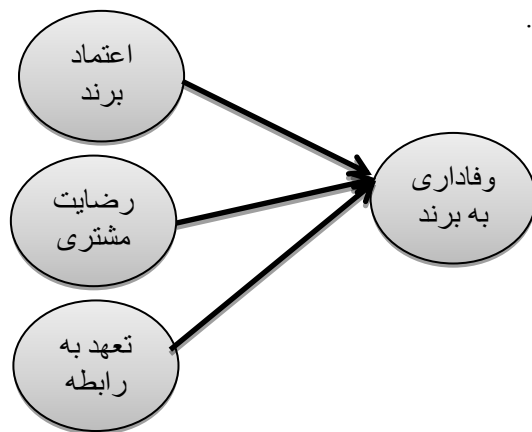 .
اعتماد
برند
رضایت
مشتری
تعهد به
رابطه
وفاداری
به برند